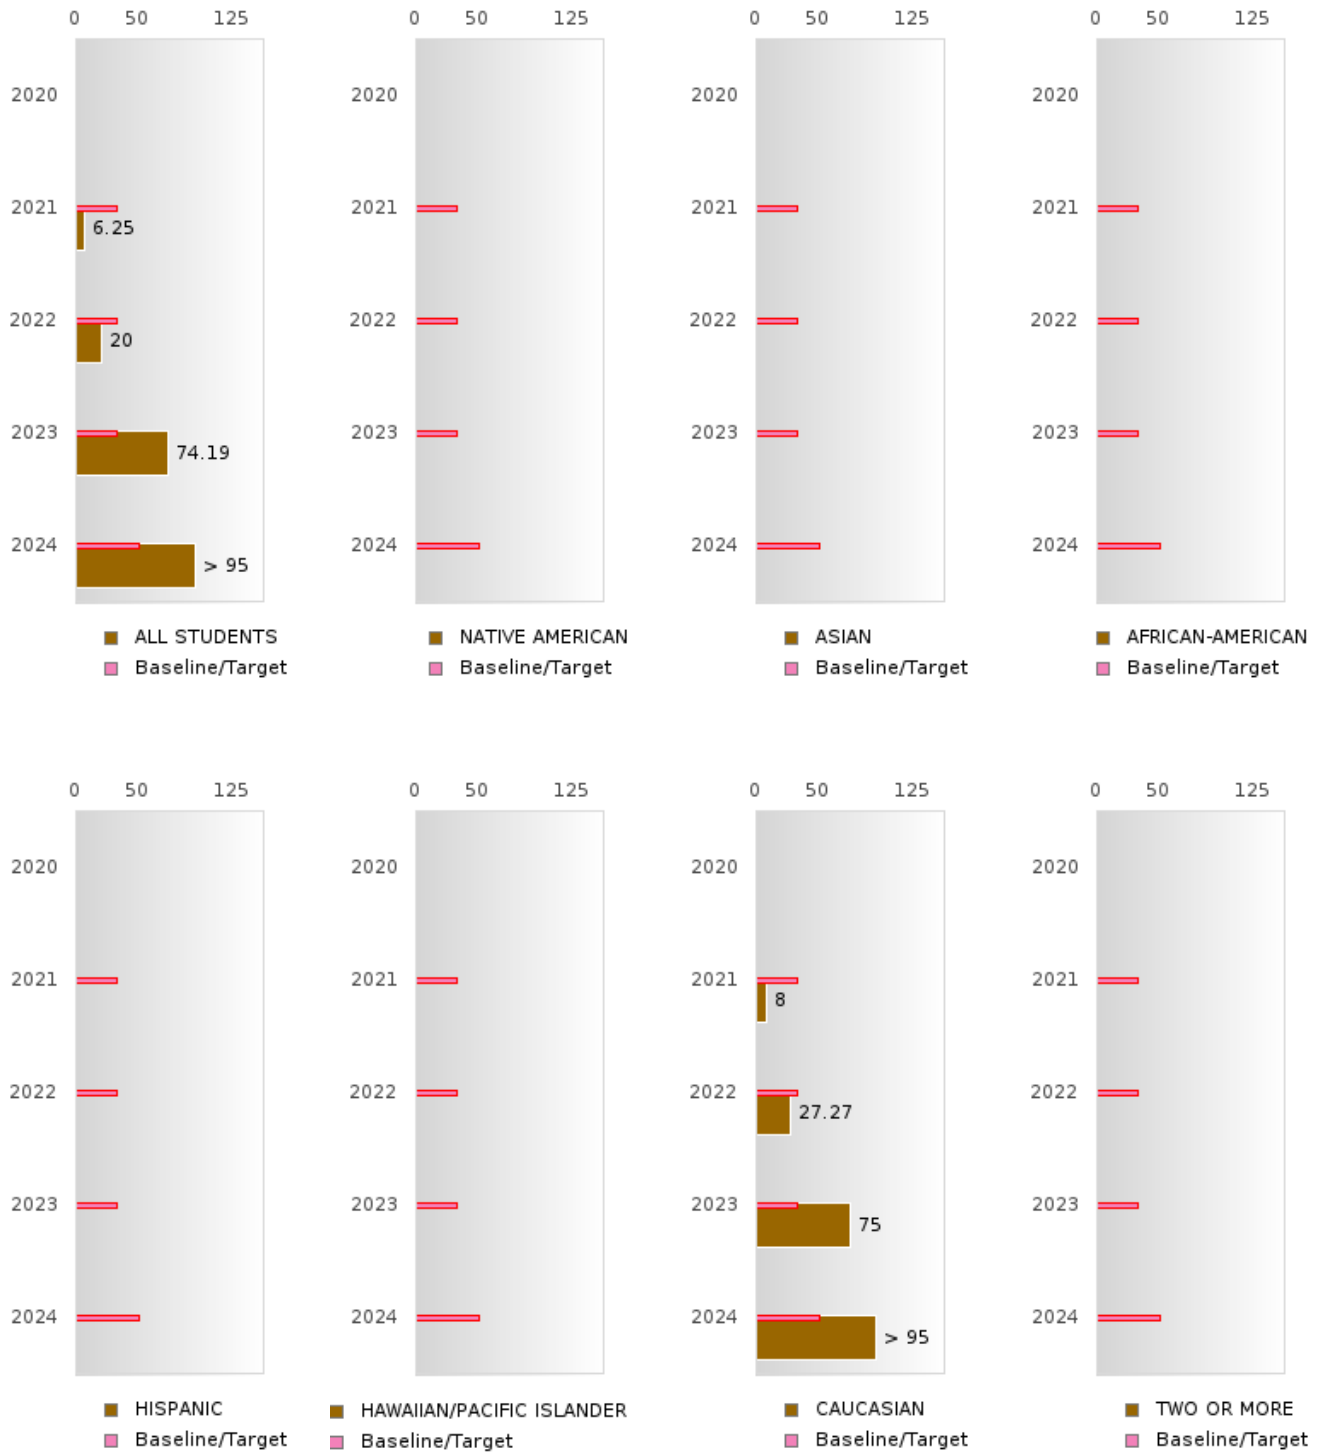 0 50 125 0 50 125 0 50 125 0 50 125
2020 2020 2020 2020
2021 2021 2021 2021
6.25
2022 2022 2022 2022
20
2023 2023 2023 2023
74.19
2024 2024 2024 2024
> 95
ALL STUDENTS NATIVE AMERICAN ASIAN AFRICAN-AMERICAN
Baseline/Target Baseline/Target Baseline/Target Baseline/Target
0 50 125 0 50 125 0 50 125 0 50 125
2020 2020 2020 2020
2021 2021 2021 2021
8
2022 2022 2022 2022
27.27
2023 2023 2023 2023
75
2024 2024 2024 2024
> 95
HISPANIC HAWAIIAN/PACIFIC ISLANDER CAUCASIAN TWO OR MORE
Baseline/Target Baseline/Target Baseline/Target Baseline/Target